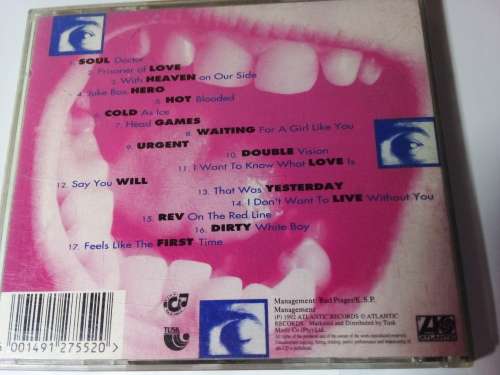 1. SOUL Doctor
2. Prisoner of LOVE
3. With HEAVEN on Our Side
4. Juke Box HERO
5. HOT Blooded
6. COLD As Ice
7. Head GAMES
8. WAITING For A Girl Like You
9. URGENT
10. DOUBLE Vision
11. I Want To Know What LOVE Is
12. Say You WILL
13. That Was YESTERDAY
14. I Don't Want To LIVE Without You
15. REV On The Red Line
16. DIRTY White Boy
17. Feels Like The FIRST Time
Management: Bud Prager/E.S.P.
Management
(P) 1992 ATLANTIC RECORDS © ATLANTIC
RECORDS. Marketed and Distributed by Tusk
Music Co (Pty) Ltd.
TUSK
ATLANTIC
6 001491 275520 >